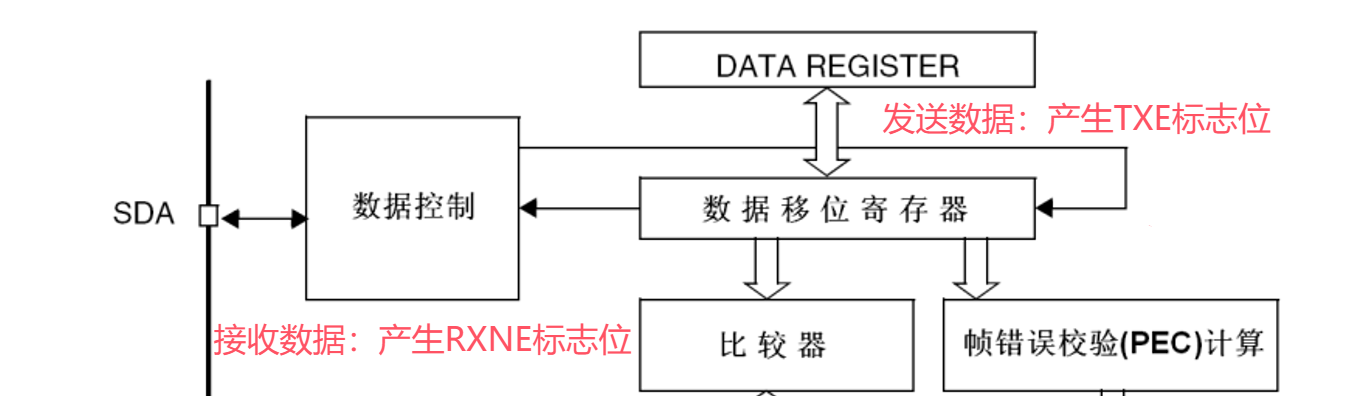 DATA REGISTER
发送数据：产生TXE标志位
数据控制
SDA
数据移位寄存器
接收数据：产生RXNE标志位
比较器
帧错误校验(PEC)计算